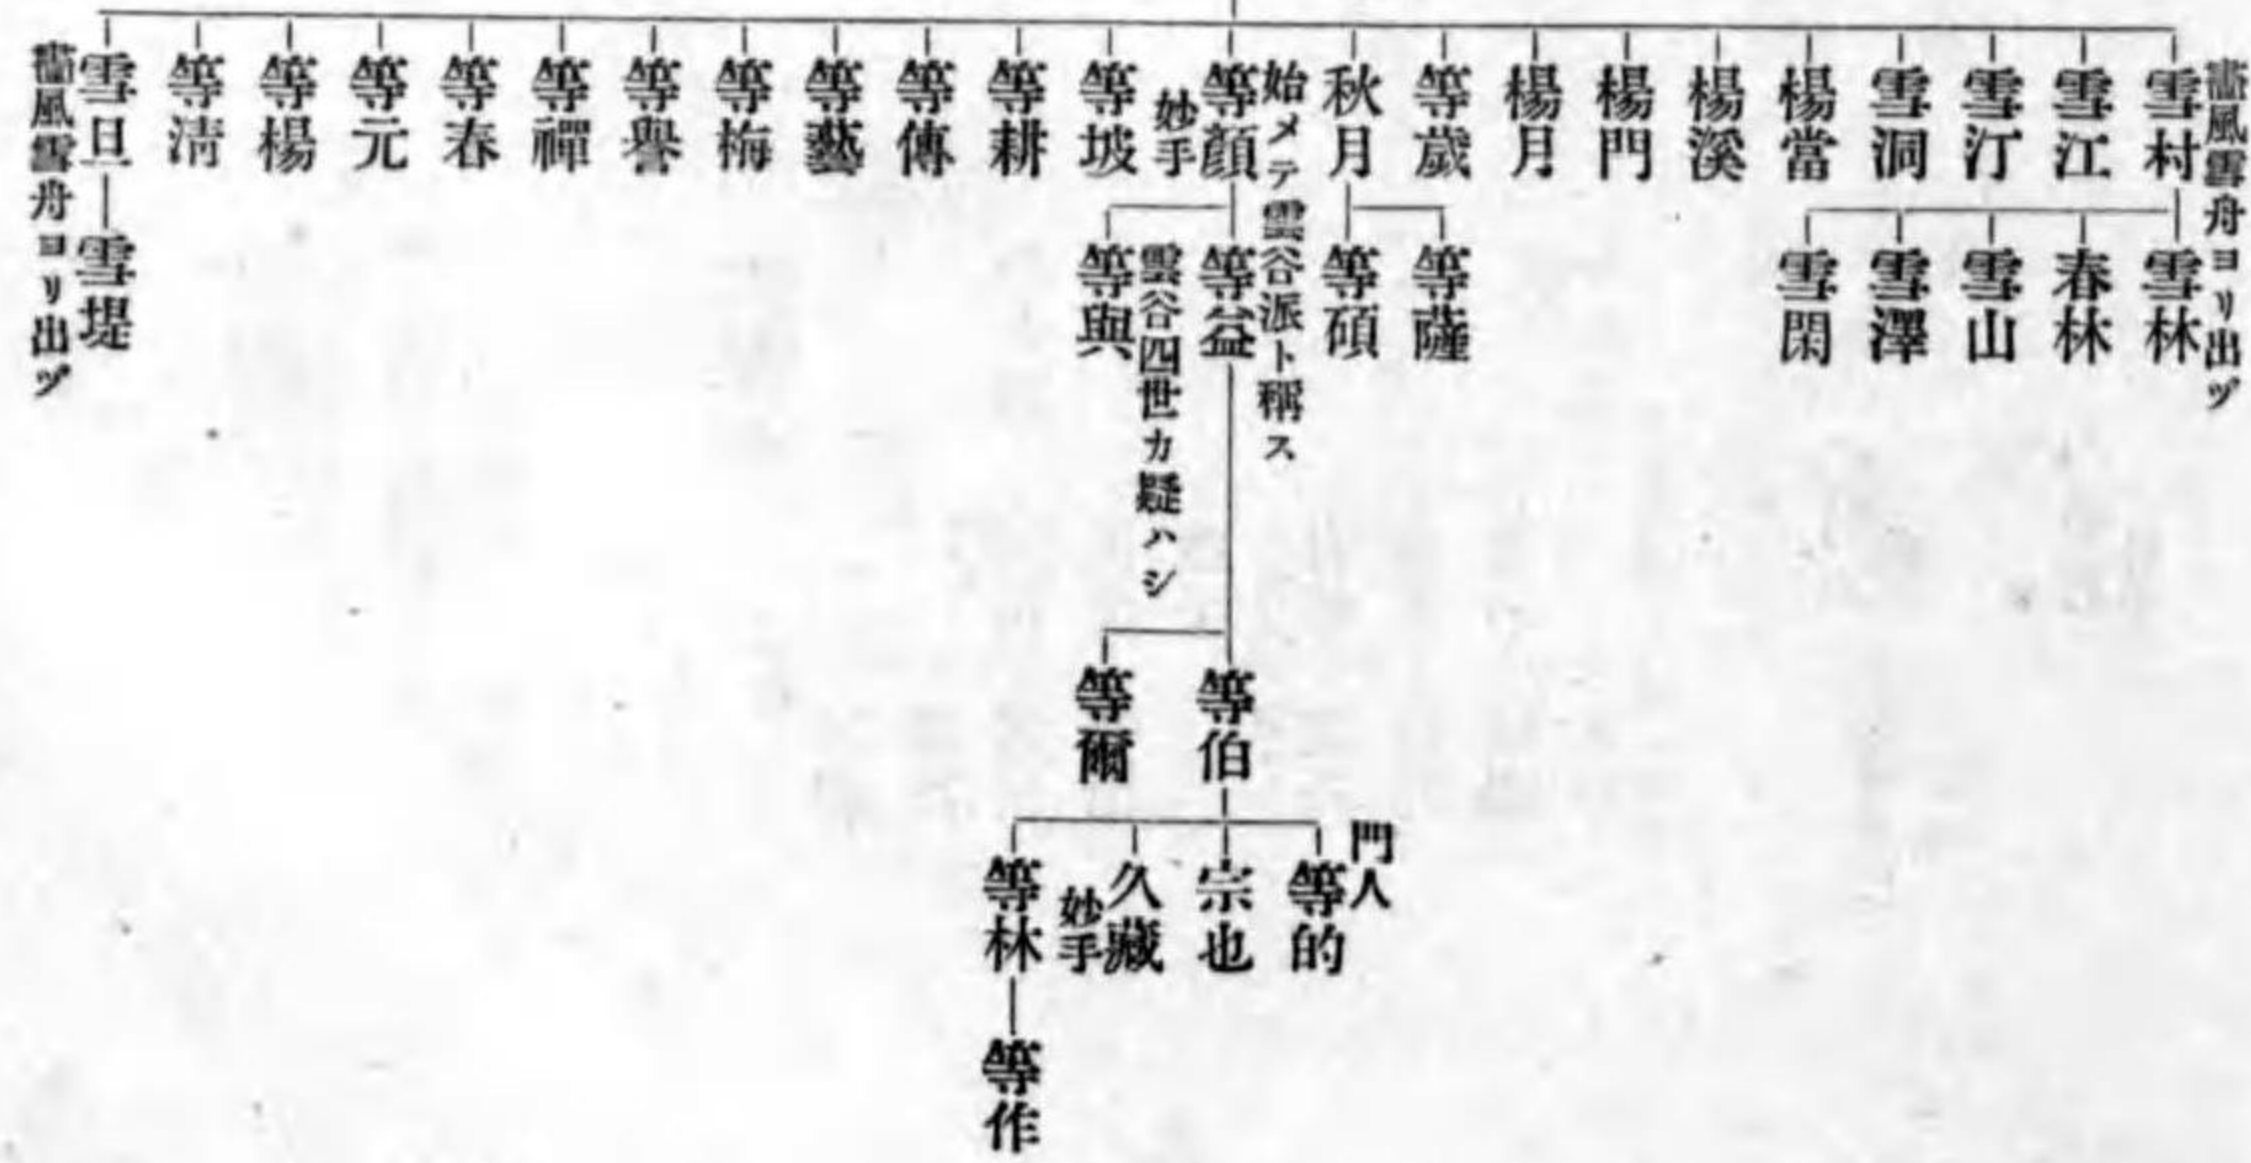 畵風雪舟ヨリ出ヅ
雪村
雪江
雪汀
雪洞
楊當
楊溪
楊門
楊月
等歲
秋月
始メテ雲谷派ト稱ス
等顏
妙手
等坡
等耕
等傳
等藝
等梅
等譽
等禪
等春
等元
等楊
等淸
雪旦
雪堤
畵風雪舟ヨリ出ヅ
雪林
春林
雪山
雪澤
雪閑
等薩
等碩
等益
雲谷四世カ疑ハシ
等與
等伯
等爾
門人
等的
宗也
久藏
妙手
等林
等作